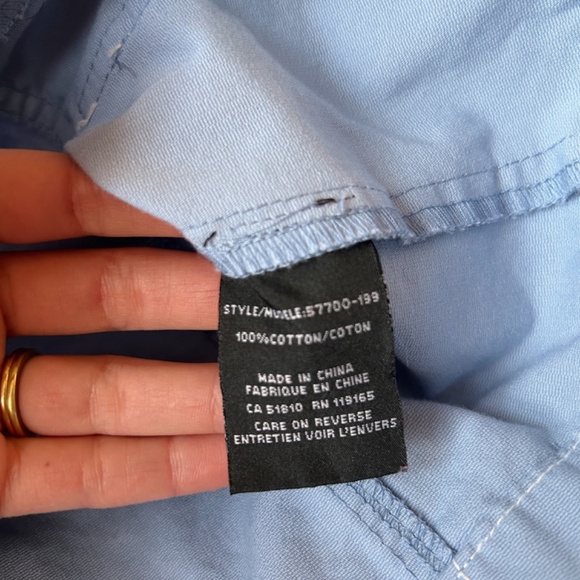 STYLE/MODELE:57700-199
100%COTTON/COTON
MADE IN CHINA
FABRIQUE EN CHINE
CA 51810 RN 119165
CARE ON REVERSE
ENTRETIEN VOIR L'ENVERS